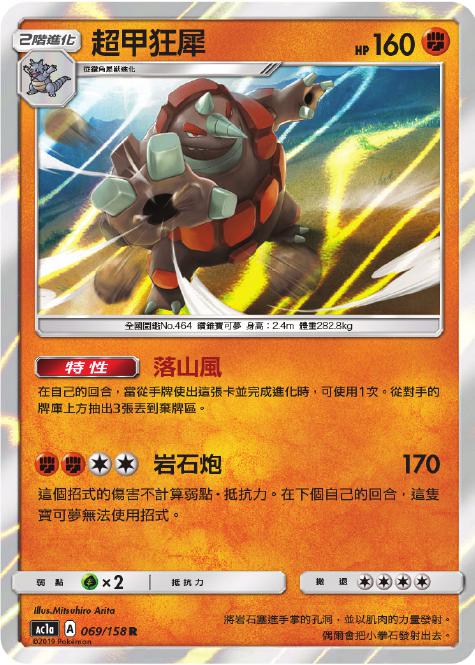 2階進化
超甲狂犀
HP 160
從鑽角犀獸進化
全國圖鑑No.464 鑽錐寶可夢 身高：2.4m 體重282.8kg
特性 落山風
在自己的回合，當從手牌使出這張卡並完成進化時，可使用1次。從對手的
牌庫上方抽出3張丟到棄牌區。
岩石炮 170
這個招式的傷害不計算弱點・抵抗力。在下個自己的回合，這隻
寶可夢無法使用招式。
弱點 ×2 抵抗力 撤退
illus.Mitsuhiro Arita
AC1a A 069/158 R
©2019 Pokémon
將岩石塞進手掌的孔洞，並以肌肉的力量發射。
偶爾會把小拳石發射出去。